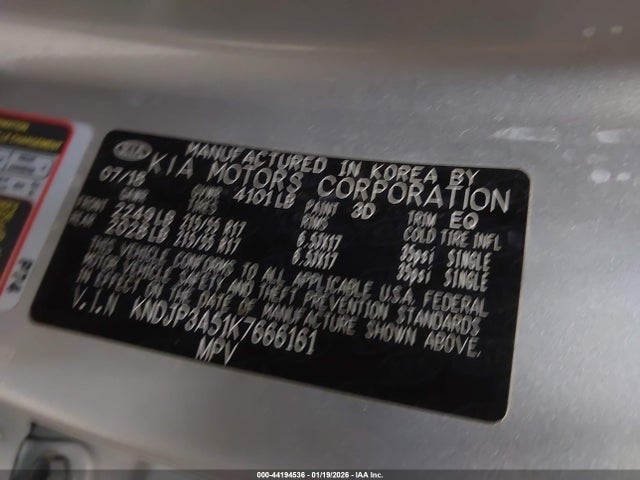 KIA
MANUFACTURED IN KOREA BY
KIA MOTORS CORPORATION
07/18 GVWR 4101LB PAINT 3D TRIM EQ
GAWR RIMS COLD TIRE INFL
FRONT 2249LB 215/55 R17 6.5JX17 35psi SINGLE
REAR 2028LB 215/55 R17 6.5JX17 35psi SINGLE
THIS VEHICLE CONFORMS TO ALL APPLICABLE U.S.A. FEDERAL
MOTOR VEHICLE SAFETY AND THEFT PREVENTION STANDARDS
IN EFFECT ON THE DATE OF MANUFACTURE SHOWN ABOVE.
V.I.N KNDJP3A51K7666161
MPV
000-44194536 - 01/19/2026 - IAA Inc.